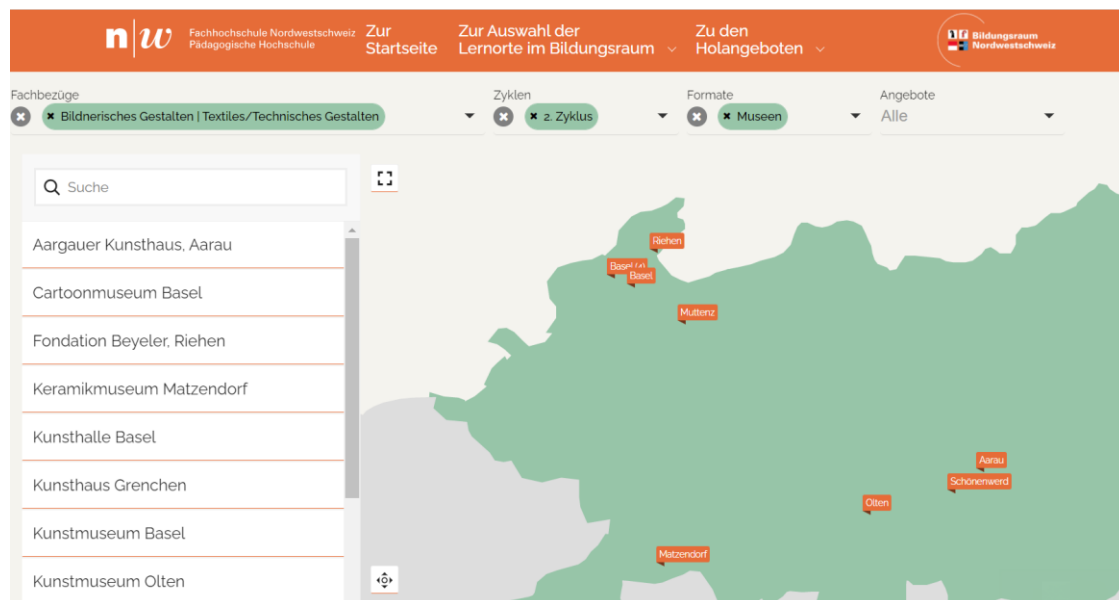 n|w
Fachhochschule Nordwestschweiz
Pädagogische Hochschule
Zur
Startseite
Zur Auswahl der
Lernorte im Bildungsraum
Zu den
Holangeboten
Bildungsraum
Nordwestschweiz
Fachbezüge
Bildnerisches Gestalten | Textiles/Technisches Gestalten
Zyklen
2. Zyklus
Formate
Museen
Angebote
Alle
Suche
Aargauer Kunsthaus, Aarau
Cartoonmuseum Basel
Fondation Beyeler, Riehen
Keramikmuseum Matzendorf
Kunsthalle Basel
Kunsthaus Grenchen
Kunstmuseum Basel
Kunstmuseum Olten
Riehen
Basel
Basel
Muttenz
Aarau
Schönenwerd
Olten
Matzendorf